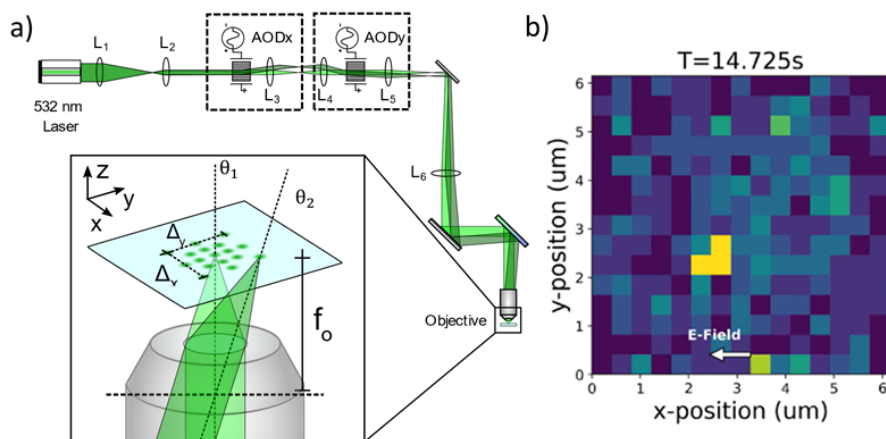 a)
L1
L2
AODx
L3
AODy
L4
L5
532 nm
Laser
L6
θ1
θ2
z
y
x
Δy
Δx
fo
Objective
b)
T=14.725s
y-position (um)
6
5
4
3
2
1
0
E-Field
0 1 2 3 4 5 6
x-position (um)